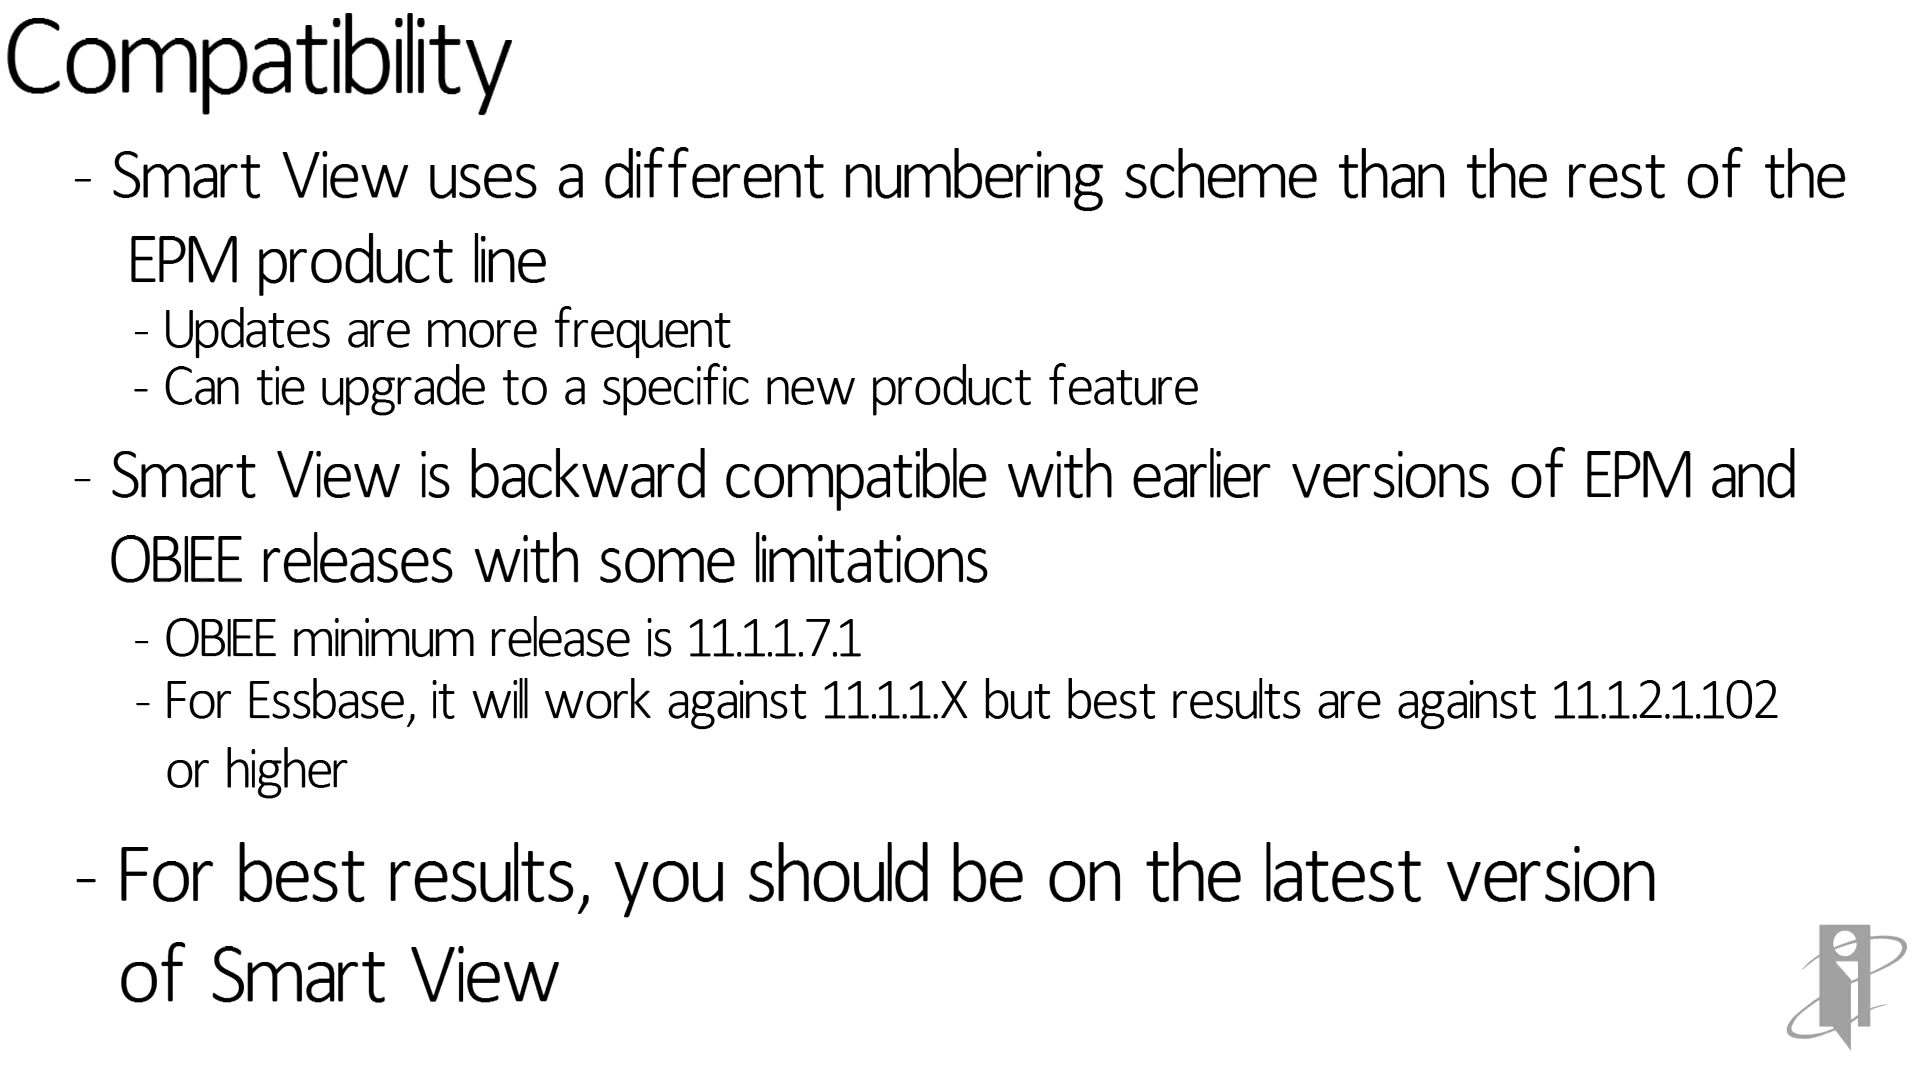 Compatibility
- Smart View uses a different numbering scheme than the rest of the
EPM product line
- Updates are more frequent
- Can tie upgrade to a specific new product feature
- Smart View is backward compatible with earlier versions of EPM and
OBIEE releases with some limitations
- OBIEE minimum release is 11.1.1.7.1
- For Essbase, it will work against 11.1.1.X but best results are against 11.1.2.1.102
or higher
- For best results, you should be on the latest version
of Smart View